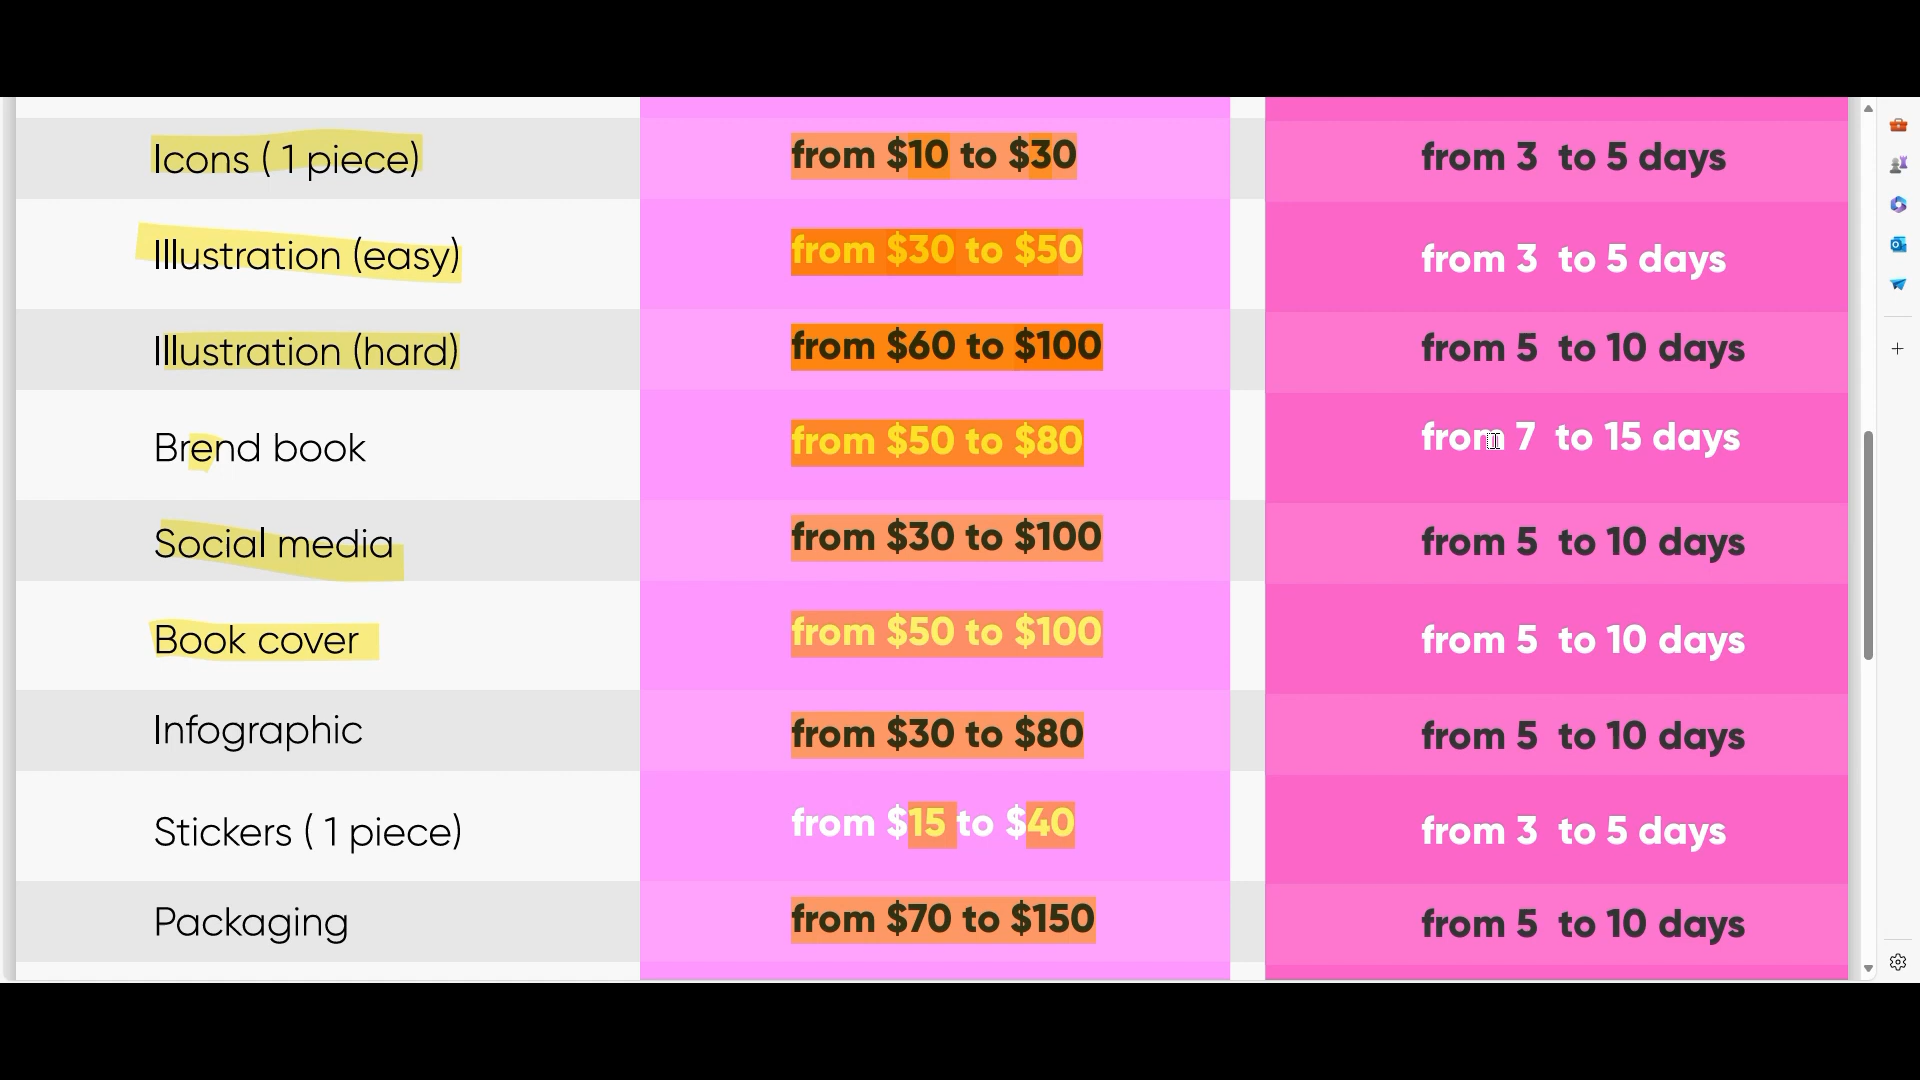 Icons ( 1 piece) from $10 to $30 from 3 to 5 days
Illustration (easy) from $30 to $50 from 3 to 5 days
Illustration (hard) from $60 to $100 from 5 to 10 days
Brend book from $50 to $80 from 7 to 15 days
Social media from $30 to $100 from 5 to 10 days
Book cover from $50 to $100 from 5 to 10 days
Infographic from $30 to $80 from 5 to 10 days
Stickers ( 1 piece) from $15 to $40 from 3 to 5 days
Packaging from $70 to $150 from 5 to 10 days